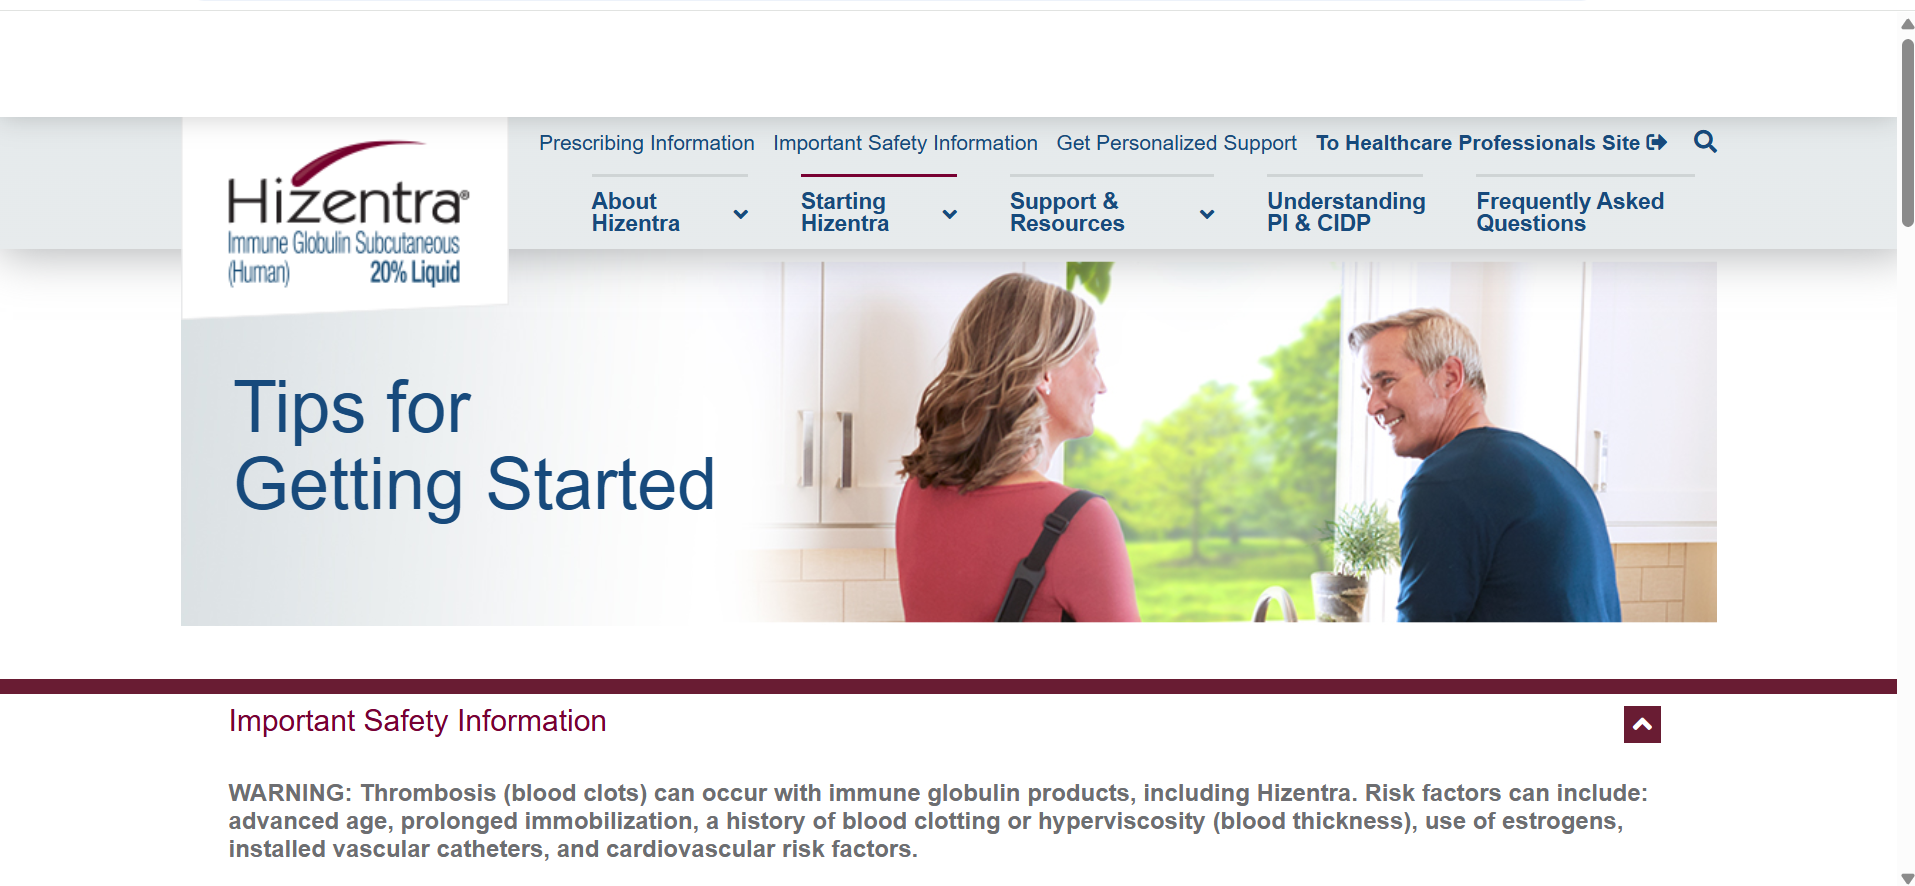 Prescribing Information Important Safety Information Get Personalized Support To Healthcare Professionals Site
Hizentra®
Immune Globulin Subcutaneous
(Human) 20% Liquid
About
Hizentra
Starting
Hizentra
Support &
Resources
Understanding
PI & CIDP
Frequently Asked
Questions
Tips for
Getting Started
Important Safety Information
WARNING: Thrombosis (blood clots) can occur with immune globulin products, including Hizentra. Risk factors can include:
advanced age, prolonged immobilization, a history of blood clotting or hyperviscosity (blood thickness), use of estrogens,
installed vascular catheters, and cardiovascular risk factors.